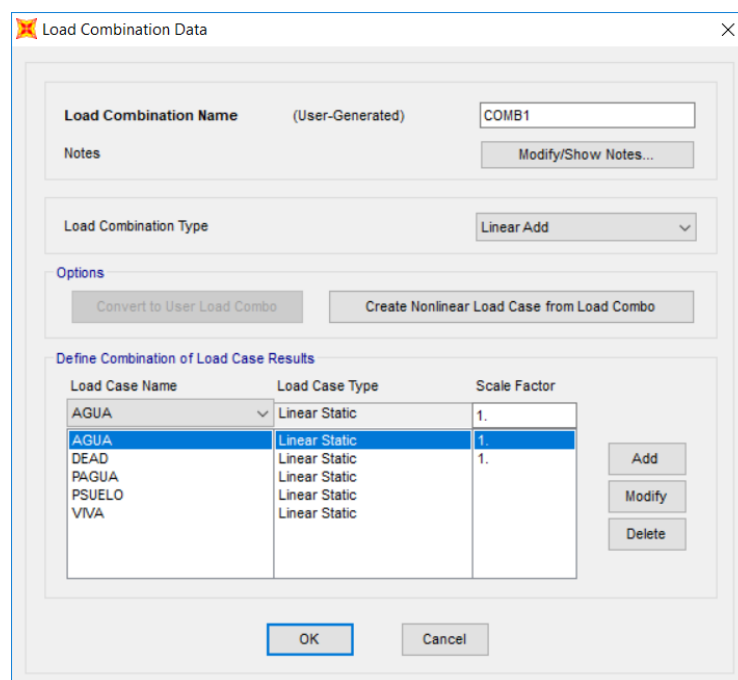 Load Combination Data
Load Combination Name (User-Generated) COMB1
Notes Modify/Show Notes...
Load Combination Type Linear Add
Options
Convert to User Load Combo Create Nonlinear Load Case from Load Combo
Define Combination of Load Case Results
Load Case Name Load Case Type Scale Factor
AGUA Linear Static 1.
AGUA Linear Static 1.
DEAD Linear Static 1.
PAGUA Linear Static
PSUELO Linear Static
VIVA Linear Static
Add
Modify
Delete
OK Cancel